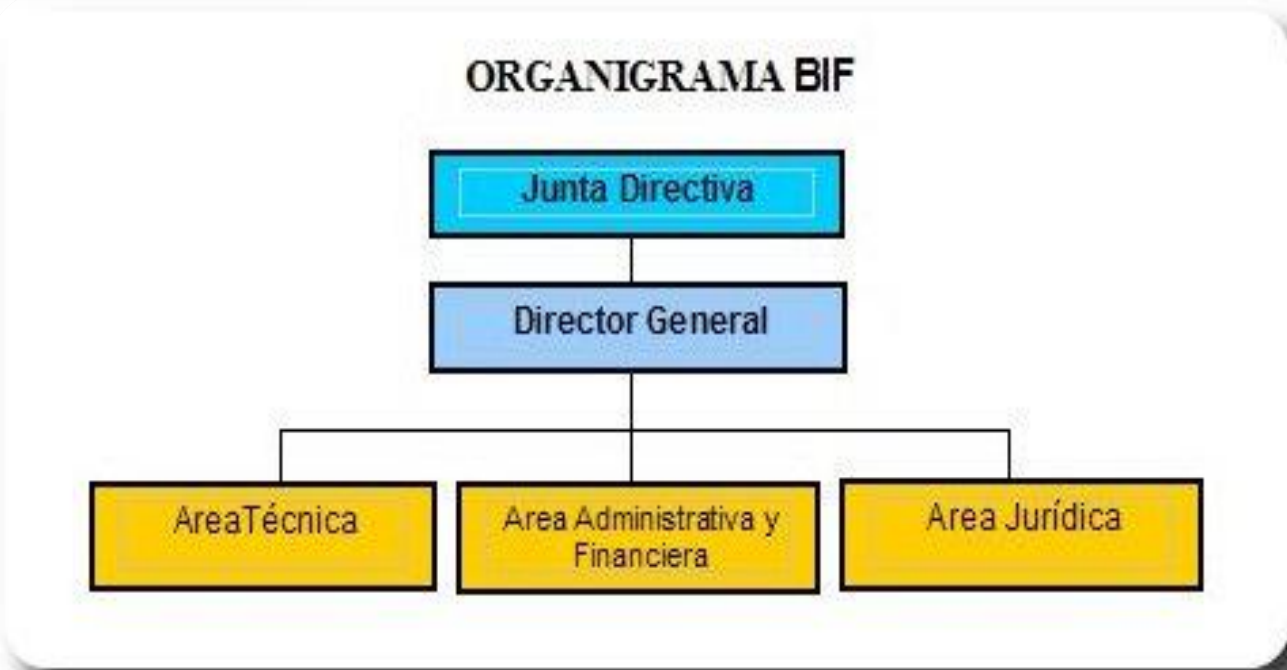 ORGANIGRAMA BIF
Junta Directiva
Director General
AreaTécnica
Area Administrativa y
Financiera
Area Jurídica